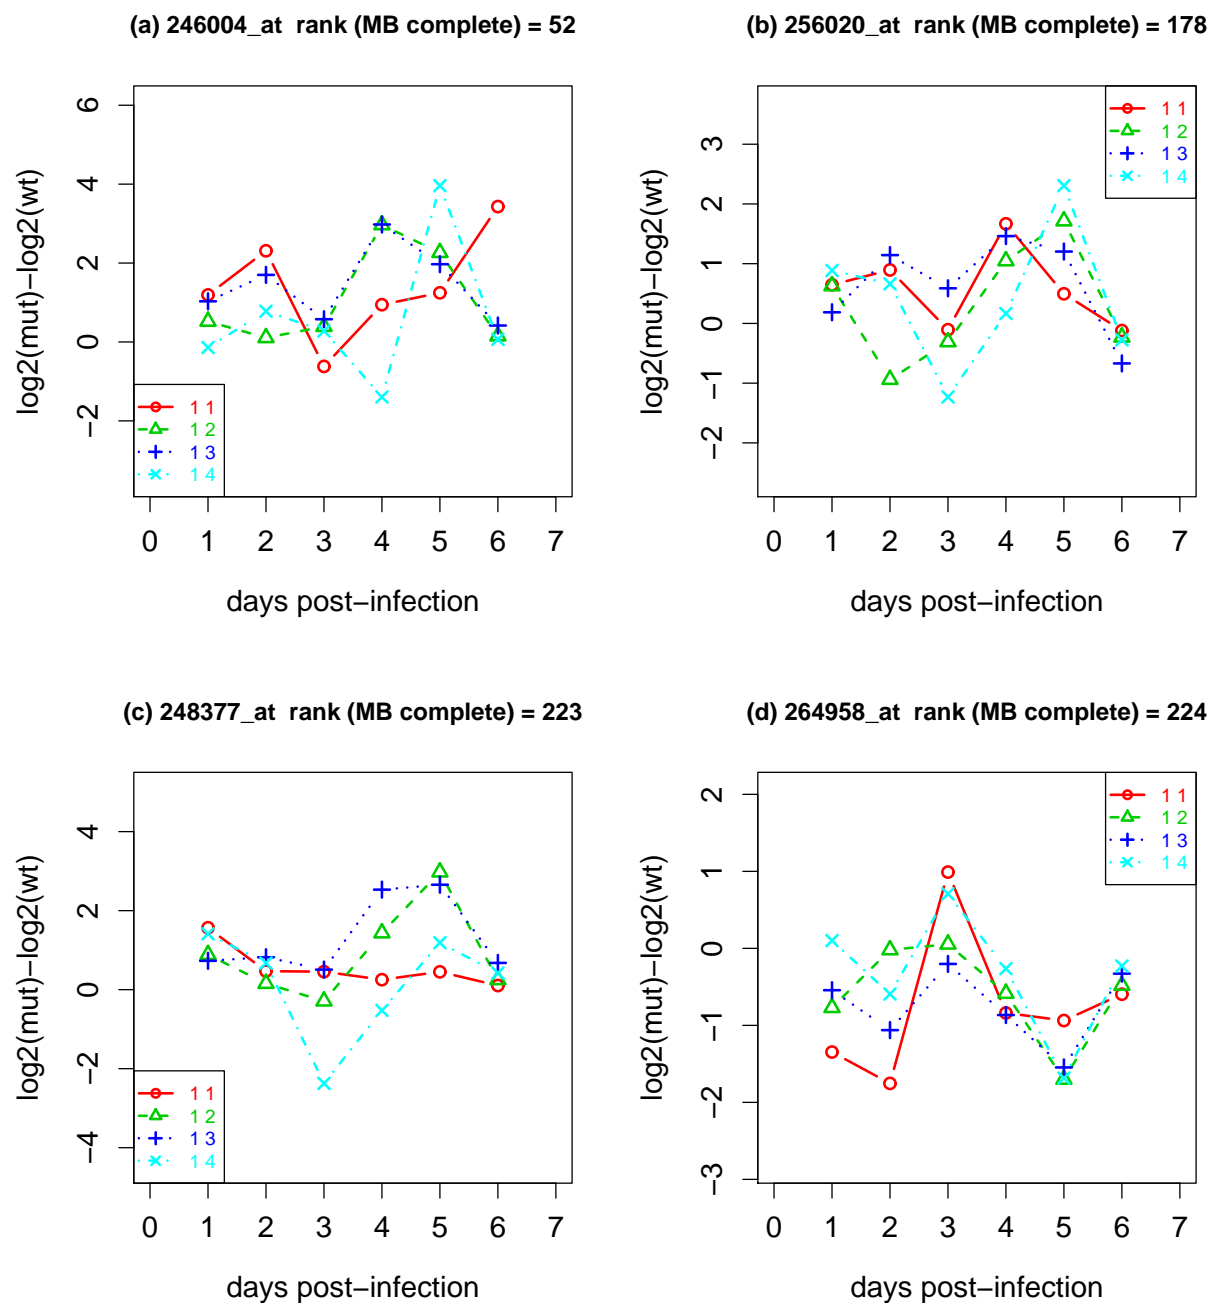 (a) 246004_at  rank (MB complete) = 52
log2(mut)−log2(wt)
6
4
2
0
−2
1 1
1 2
1 3
1 4
0 1 2 3 4 5 6 7
days post−infection
(b) 256020_at  rank (MB complete) = 178
log2(mut)−log2(wt)
3
2
1
0
−1
−2
1 1
1 2
1 3
1 4
0 1 2 3 4 5 6 7
days post−infection
(c) 248377_at  rank (MB complete) = 223
log2(mut)−log2(wt)
4
2
0
−2
−4
1 1
1 2
1 3
1 4
0 1 2 3 4 5 6 7
days post−infection
(d) 264958_at  rank (MB complete) = 224
log2(mut)−log2(wt)
2
1
0
−1
−2
−3
1 1
1 2
1 3
1 4
0 1 2 3 4 5 6 7
days post−infection